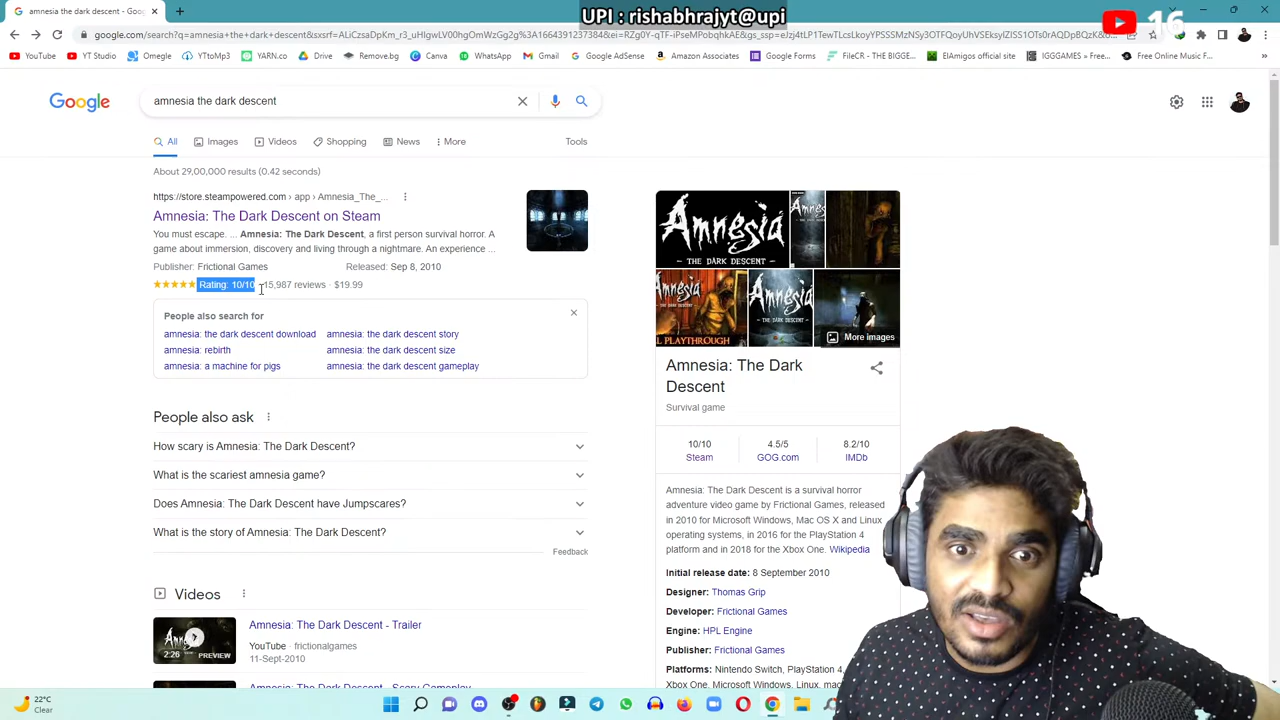 amnesia the dark descent - Goo
UPI : rishabhrajyt@upi
16
YouTube
YT Studio
Omegle
YTtoMp3
YARN.co
Drive
Remove.bg
Canva
WhatsApp
Gmail
Google AdSense
Amazon Associates
Google Forms
FileCR – THE BIGGE...
ElAmigos official site
IGGGAMES » Free...
Free Online Music F...
Google
amnesia the dark descent
All
Images
Videos
Shopping
News
More
Tools
About 29,00,000 results (0.42 seconds)
https://store.steampowered.com › app › Amnesia_The_...
Amnesia: The Dark Descent on Steam
You must escape. ... Amnesia: The Dark Descent, a first person survival horror. A
game about immersion, discovery and living through a nightmare. An experience ...
Publisher: Frictional Games
Released: Sep 8, 2010
Rating: 10/10 · 15,987 reviews · $19.99
People also search for
amnesia: the dark descent download
amnesia: the dark descent story
amnesia: rebirth
amnesia: the dark descent size
amnesia: a machine for pigs
amnesia: the dark descent gameplay
People also ask
How scary is Amnesia: The Dark Descent?
What is the scariest amnesia game?
Does Amnesia: The Dark Descent have Jumpscares?
What is the story of Amnesia: The Dark Descent?
Feedback
Videos
Amnesia: The Dark Descent - Trailer
YouTube · frictionalgames
11-Sept-2010
2:26
PREVIEW
Amnesia: The Dark Descent - Scary Gameplay
Amnesia
THE DARK DESCENT
Amnesia
Amnesia
PLAYTHROUGH
Amnesia
More images
Amnesia: The Dark
Descent
Survival game
10/10
Steam
4.5/5
GOG.com
8.2/10
IMDb
Amnesia: The Dark Descent is a survival horror
adventure video game by Frictional Games, released
in 2010 for Microsoft Windows, Mac OS X and Linux
operating systems, in 2016 for the PlayStation 4
platform and in 2018 for the Xbox One. Wikipedia
Initial release date: 8 September 2010
Designer: Thomas Grip
Developer: Frictional Games
Engine: HPL Engine
Publisher: Frictional Games
Platforms: Nintendo Switch, PlayStation 4,
Xbox One, Microsoft Windows, Linux,
22°C
Clear